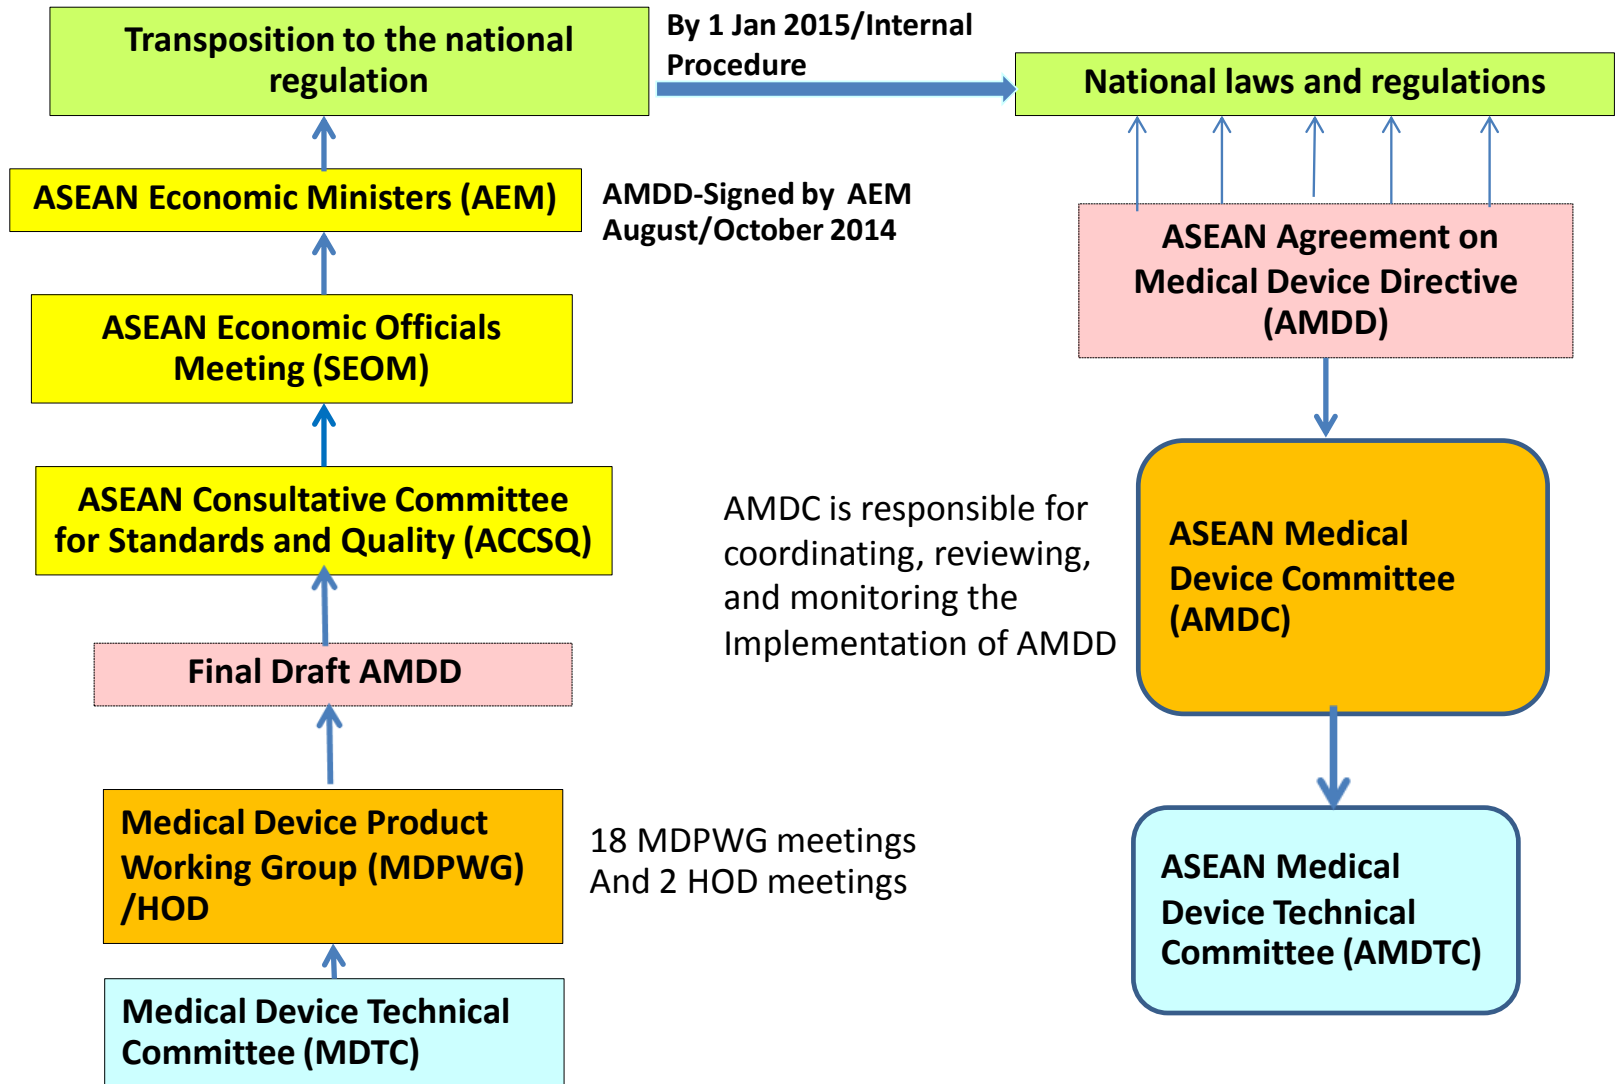 Transposition to the national
regulation
By 1 Jan 2015/Internal
Procedure
National laws and regulations
ASEAN Economic Ministers (AEM)
AMDD-Signed by AEM
August/October 2014
ASEAN Agreement on
Medical Device Directive
(AMDD)
ASEAN Economic Officials
Meeting (SEOM)
ASEAN Consultative Committee
for Standards and Quality (ACCSQ)
AMDC is responsible for
coordinating, reviewing,
and monitoring the
Implementation of AMDD
ASEAN Medical
Device Committee
(AMDC)
Final Draft AMDD
Medical Device Product
Working Group (MDPWG)
/HOD
18 MDPWG meetings
And 2 HOD meetings
ASEAN Medical
Device Technical
Committee (AMDTC)
Medical Device Technical
Committee (MDTC)